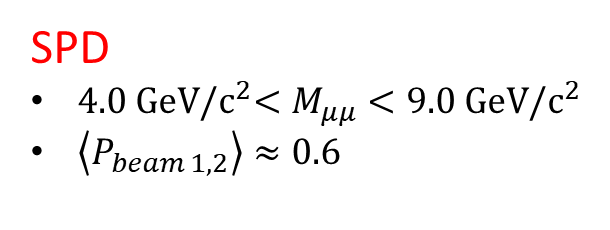 SPD
• 4.0 GeV/c² < M_μμ < 9.0 GeV/c²
• ⟨P_beam 1,2⟩ ≈ 0.6